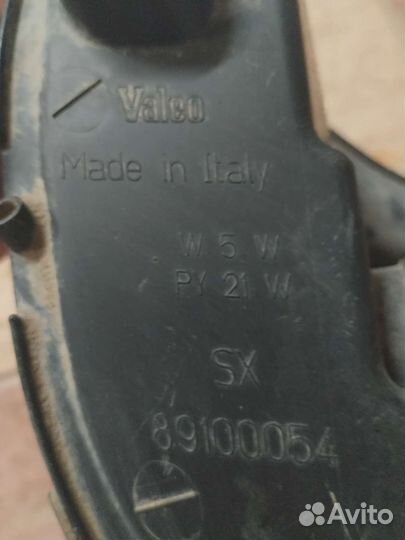 Valeo
Made in Italy
W 5 W
PY 21 W
SX
89100054
Avito